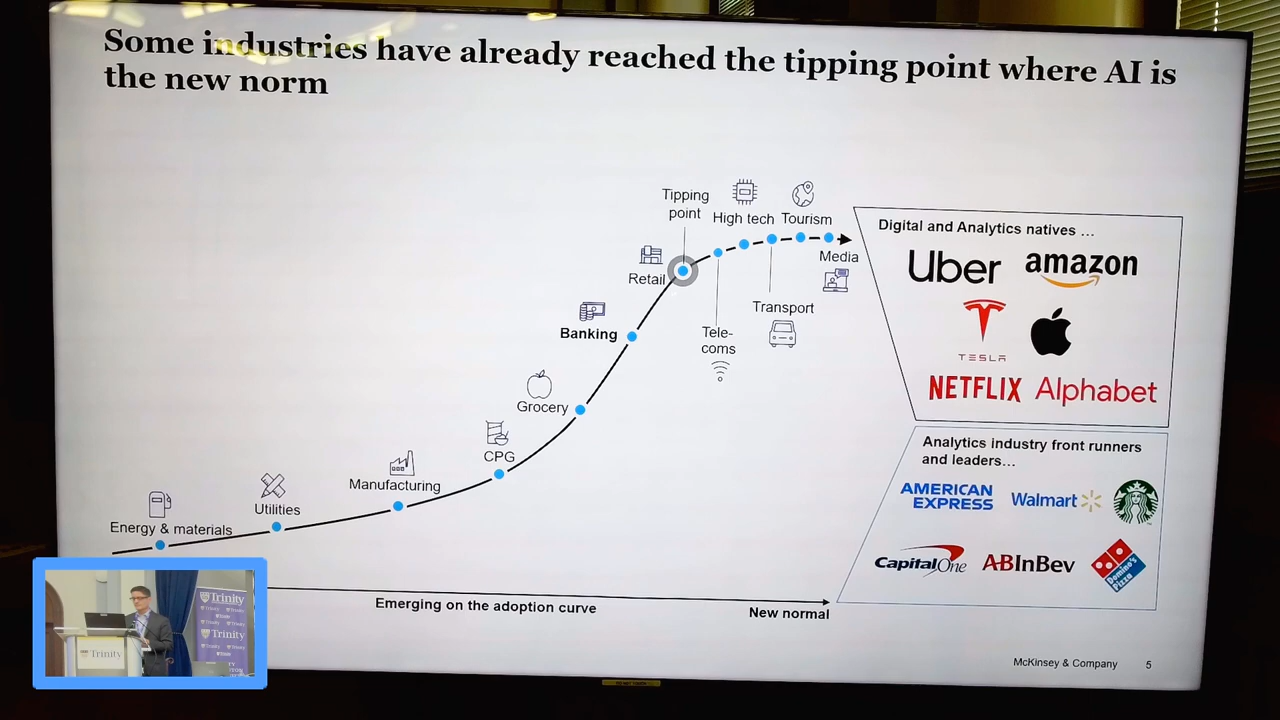 Some industries have already reached the tipping point where AI is
the new norm
Tipping
point
High tech
Tourism
Retail
Media
Banking
Tele-
coms
Transport
Grocery
CPG
Manufacturing
Utilities
Energy & materials
Emerging on the adoption curve
New normal
Digital and Analytics natives ...
Uber
amazon
TESLA
NETFLIX
Alphabet
Analytics industry front runners
and leaders...
AMERICAN
EXPRESS
Walmart
CapitalOne
ABInBev
Domino's
Pizza
McKinsey & Company
5
Trinity
Trinity
Trinity